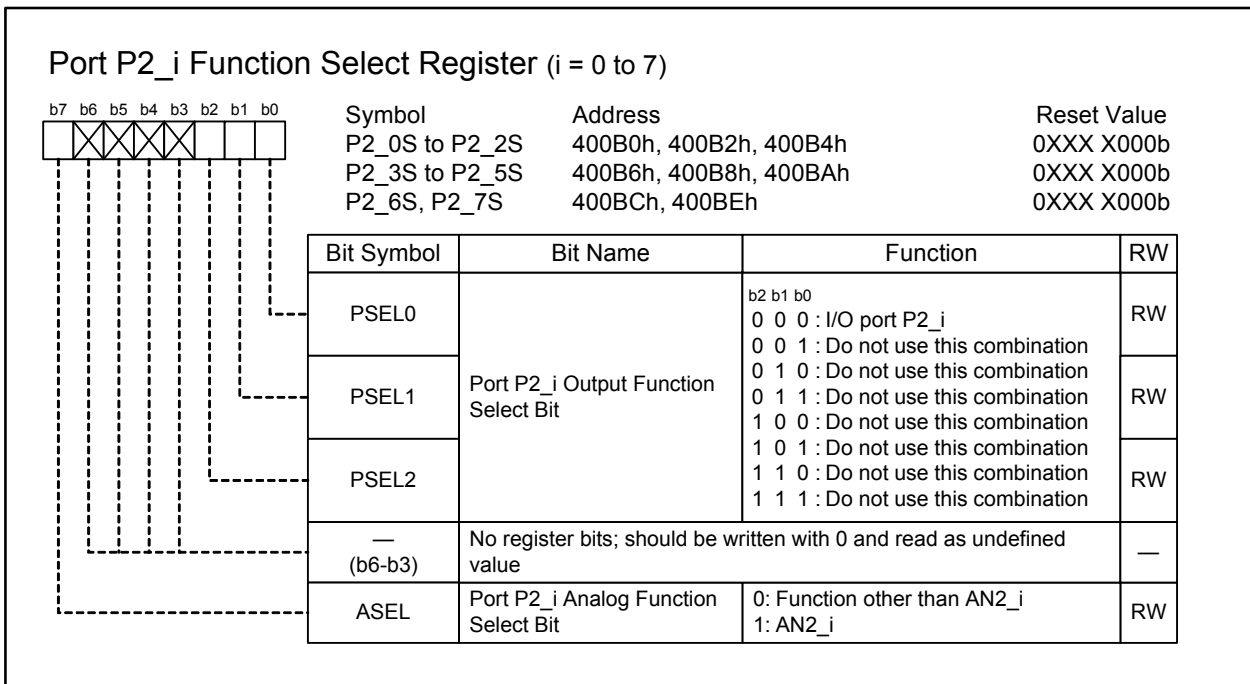 Port P2_i Function Select Register (i = 0 to 7)
b7 b6 b5 b4 b3 b2 b1 b0
Symbol Address Reset Value
P2_0S to P2_2S 400B0h, 400B2h, 400B4h 0XXX X000b
P2_3S to P2_5S 400B6h, 400B8h, 400BAh 0XXX X000b
P2_6S, P2_7S 400BCh, 400BEh 0XXX X000b
Bit Symbol Bit Name Function RW
PSEL0
PSEL1
PSEL2
Port P2_i Output Function
Select Bit
b2 b1 b0
0 0 0 : I/O port P2_i
0 0 1 : Do not use this combination
0 1 0 : Do not use this combination
0 1 1 : Do not use this combination
1 0 0 : Do not use this combination
1 0 1 : Do not use this combination
1 1 0 : Do not use this combination
1 1 1 : Do not use this combination
RW
RW
RW
—
(b6-b3)
No register bits; should be written with 0 and read as undefined
value
—
ASEL
Port P2_i Analog Function
Select Bit
0: Function other than AN2_i
1: AN2_i
RW